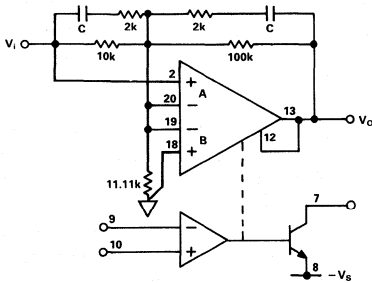 C 2k 2k C
Vi 10k 100k
2 + A
20 − 13 VO
19 − 12
18 + B
11.11k
7
9 −
10 +
8 −VS